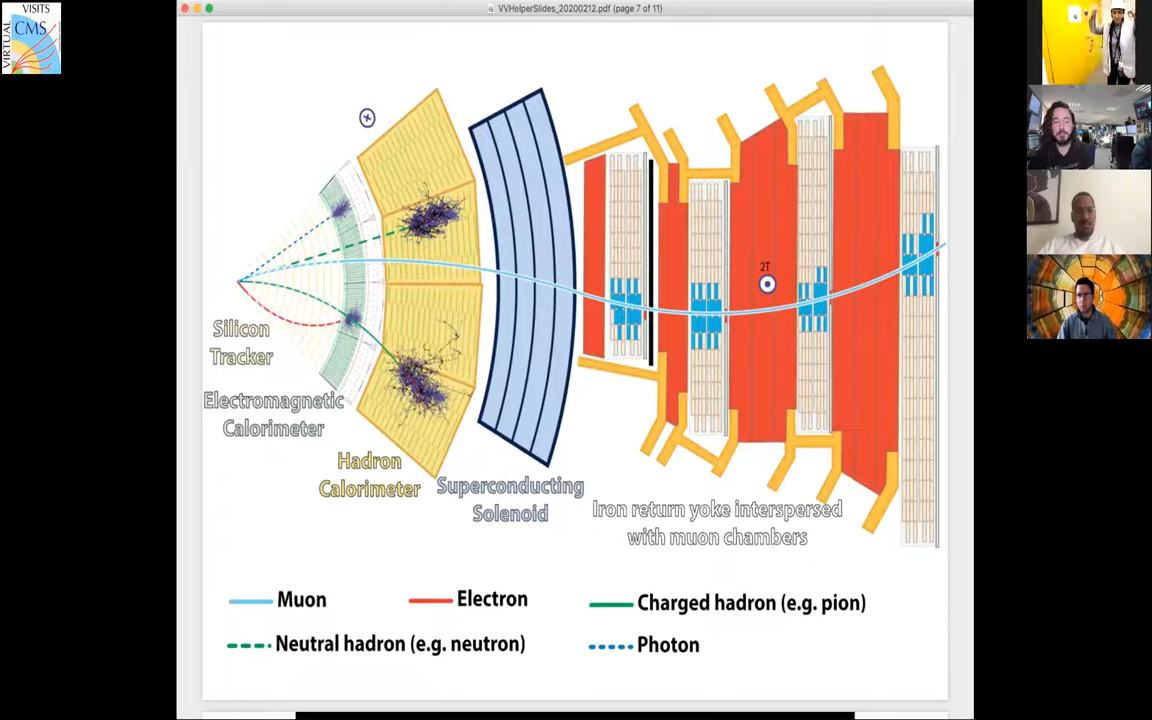 VISITS
VIRTUAL
CMS
VVHelperSlides_20200212.pdf (page 7 of 11)
2T
Silicon
Tracker
Electromagnetic
Calorimeter
Hadron
Calorimeter
Superconducting
Solenoid
Iron return yoke interspersed
with muon chambers
Muon
Electron
Charged hadron (e.g. pion)
Neutral hadron (e.g. neutron)
Photon